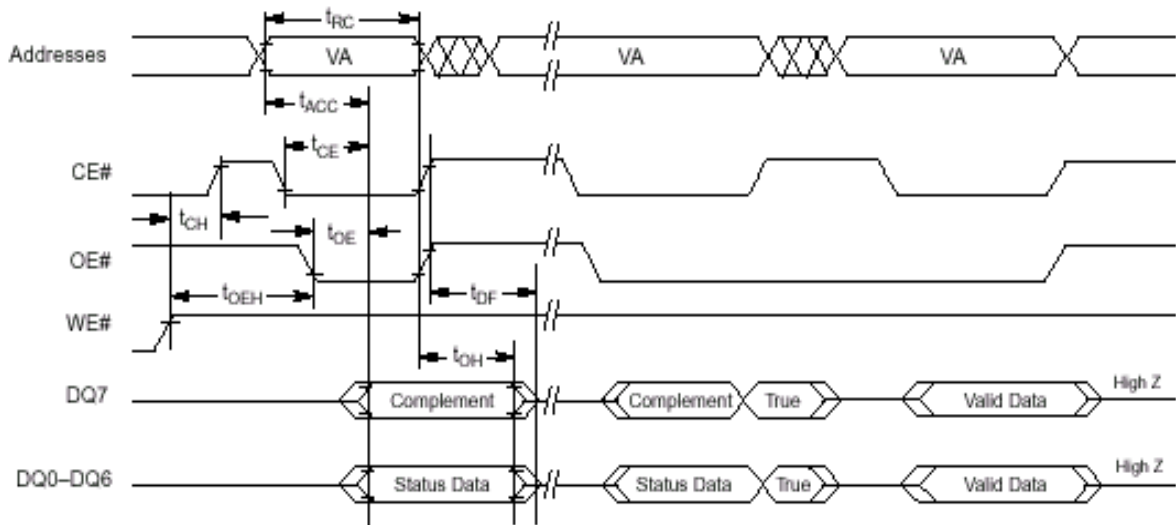 tRC
Addresses VA VA VA
tACC
tCE
CE#
tCH tOE
OE#
tOEH tDF
WE#
tOH
DQ7 Complement Complement True Valid Data High Z
DQ0–DQ6 Status Data Status Data True Valid Data High Z